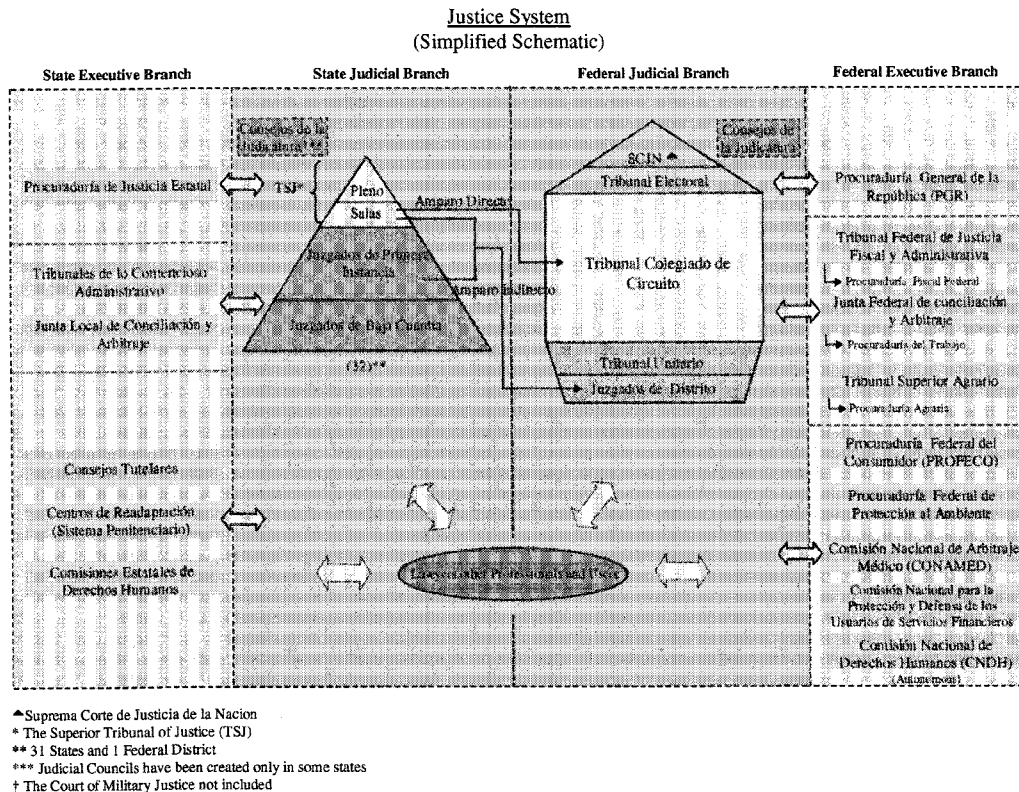 Justice System
(Simplified Schematic)
State Executive Branch
State Judicial Branch
Federal Judicial Branch
Federal Executive Branch
Procuraduría de Justicia Estatal
Tribunales de lo Contencioso
Administrativo
Junta Local de Conciliación y
Arbitraje
Consejos Tutelares
Centros de Readaptación
(Sistema Penitenciario)
Comisiones Estatales de
Derechos Humanos
Consejos de la
Judicatura***
TSJ*
Pleno
Salas
Juzgados de Primera
Instancia
Juzgados de Baja Cuantía
(32)**
Amparo Directo
Amparo Indirecto
Consejos de
la Judicatura
SCJN ▲
Tribunal Electoral
Tribunal Colegiado de
Circuito
Tribunal Unitario
Juzgados de Distrito
Lawyers other Professionals and Users
Procuraduría General de la
República (PGR)
Tribunal Federal de Justicia
Fiscal y Administrativa
Procuraduría Fiscal Federal
Junta Federal de conciliación
y Arbitraje
Procuraduría del Trabajo
Tribunal Superior Agrario
Procuraduría Agraria
Procuraduría Federal del
Consumidor (PROFECO)
Procuraduría Federal de
Protección al Ambiente
Comisión Nacional de Arbitraje
Médico (CONAMED)
Comisión Nacional para la
Protección y Defensa de los
Usuarios de Servicios Financieros
Comisión Nacional de
Derechos Humanos (CNDH)
(Autonomous)
▲Suprema Corte de Justicia de la Nacion
* The Superior Tribunal of Justice (TSJ)
** 31 States and 1 Federal District
*** Judicial Councils have been created only in some states
† The Court of Military Justice not included